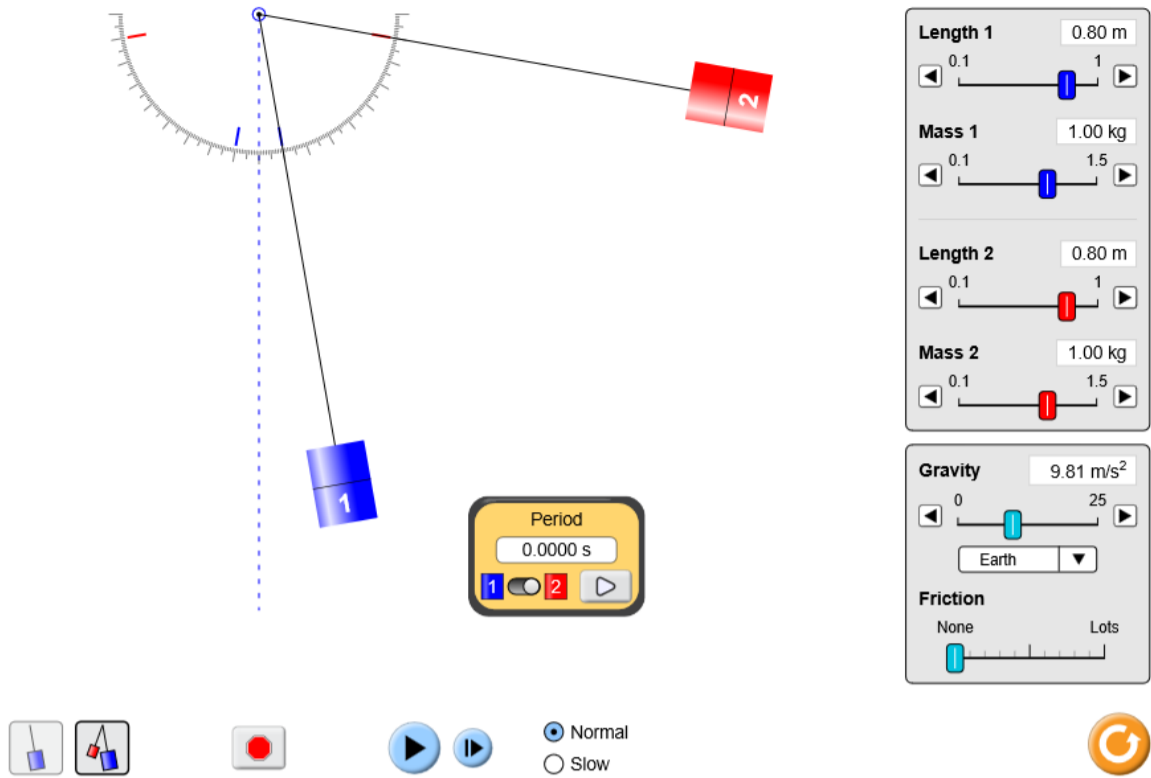 Length 1
0.80 m
0.1
1
Mass 1
1.00 kg
0.1
1.5
Length 2
0.80 m
0.1
1
Mass 2
1.00 kg
0.1
1.5
Gravity
9.81 m/s²
0
25
Earth
Friction
None
Lots
2
1
Period
0.0000 s
1
2
Normal
Slow